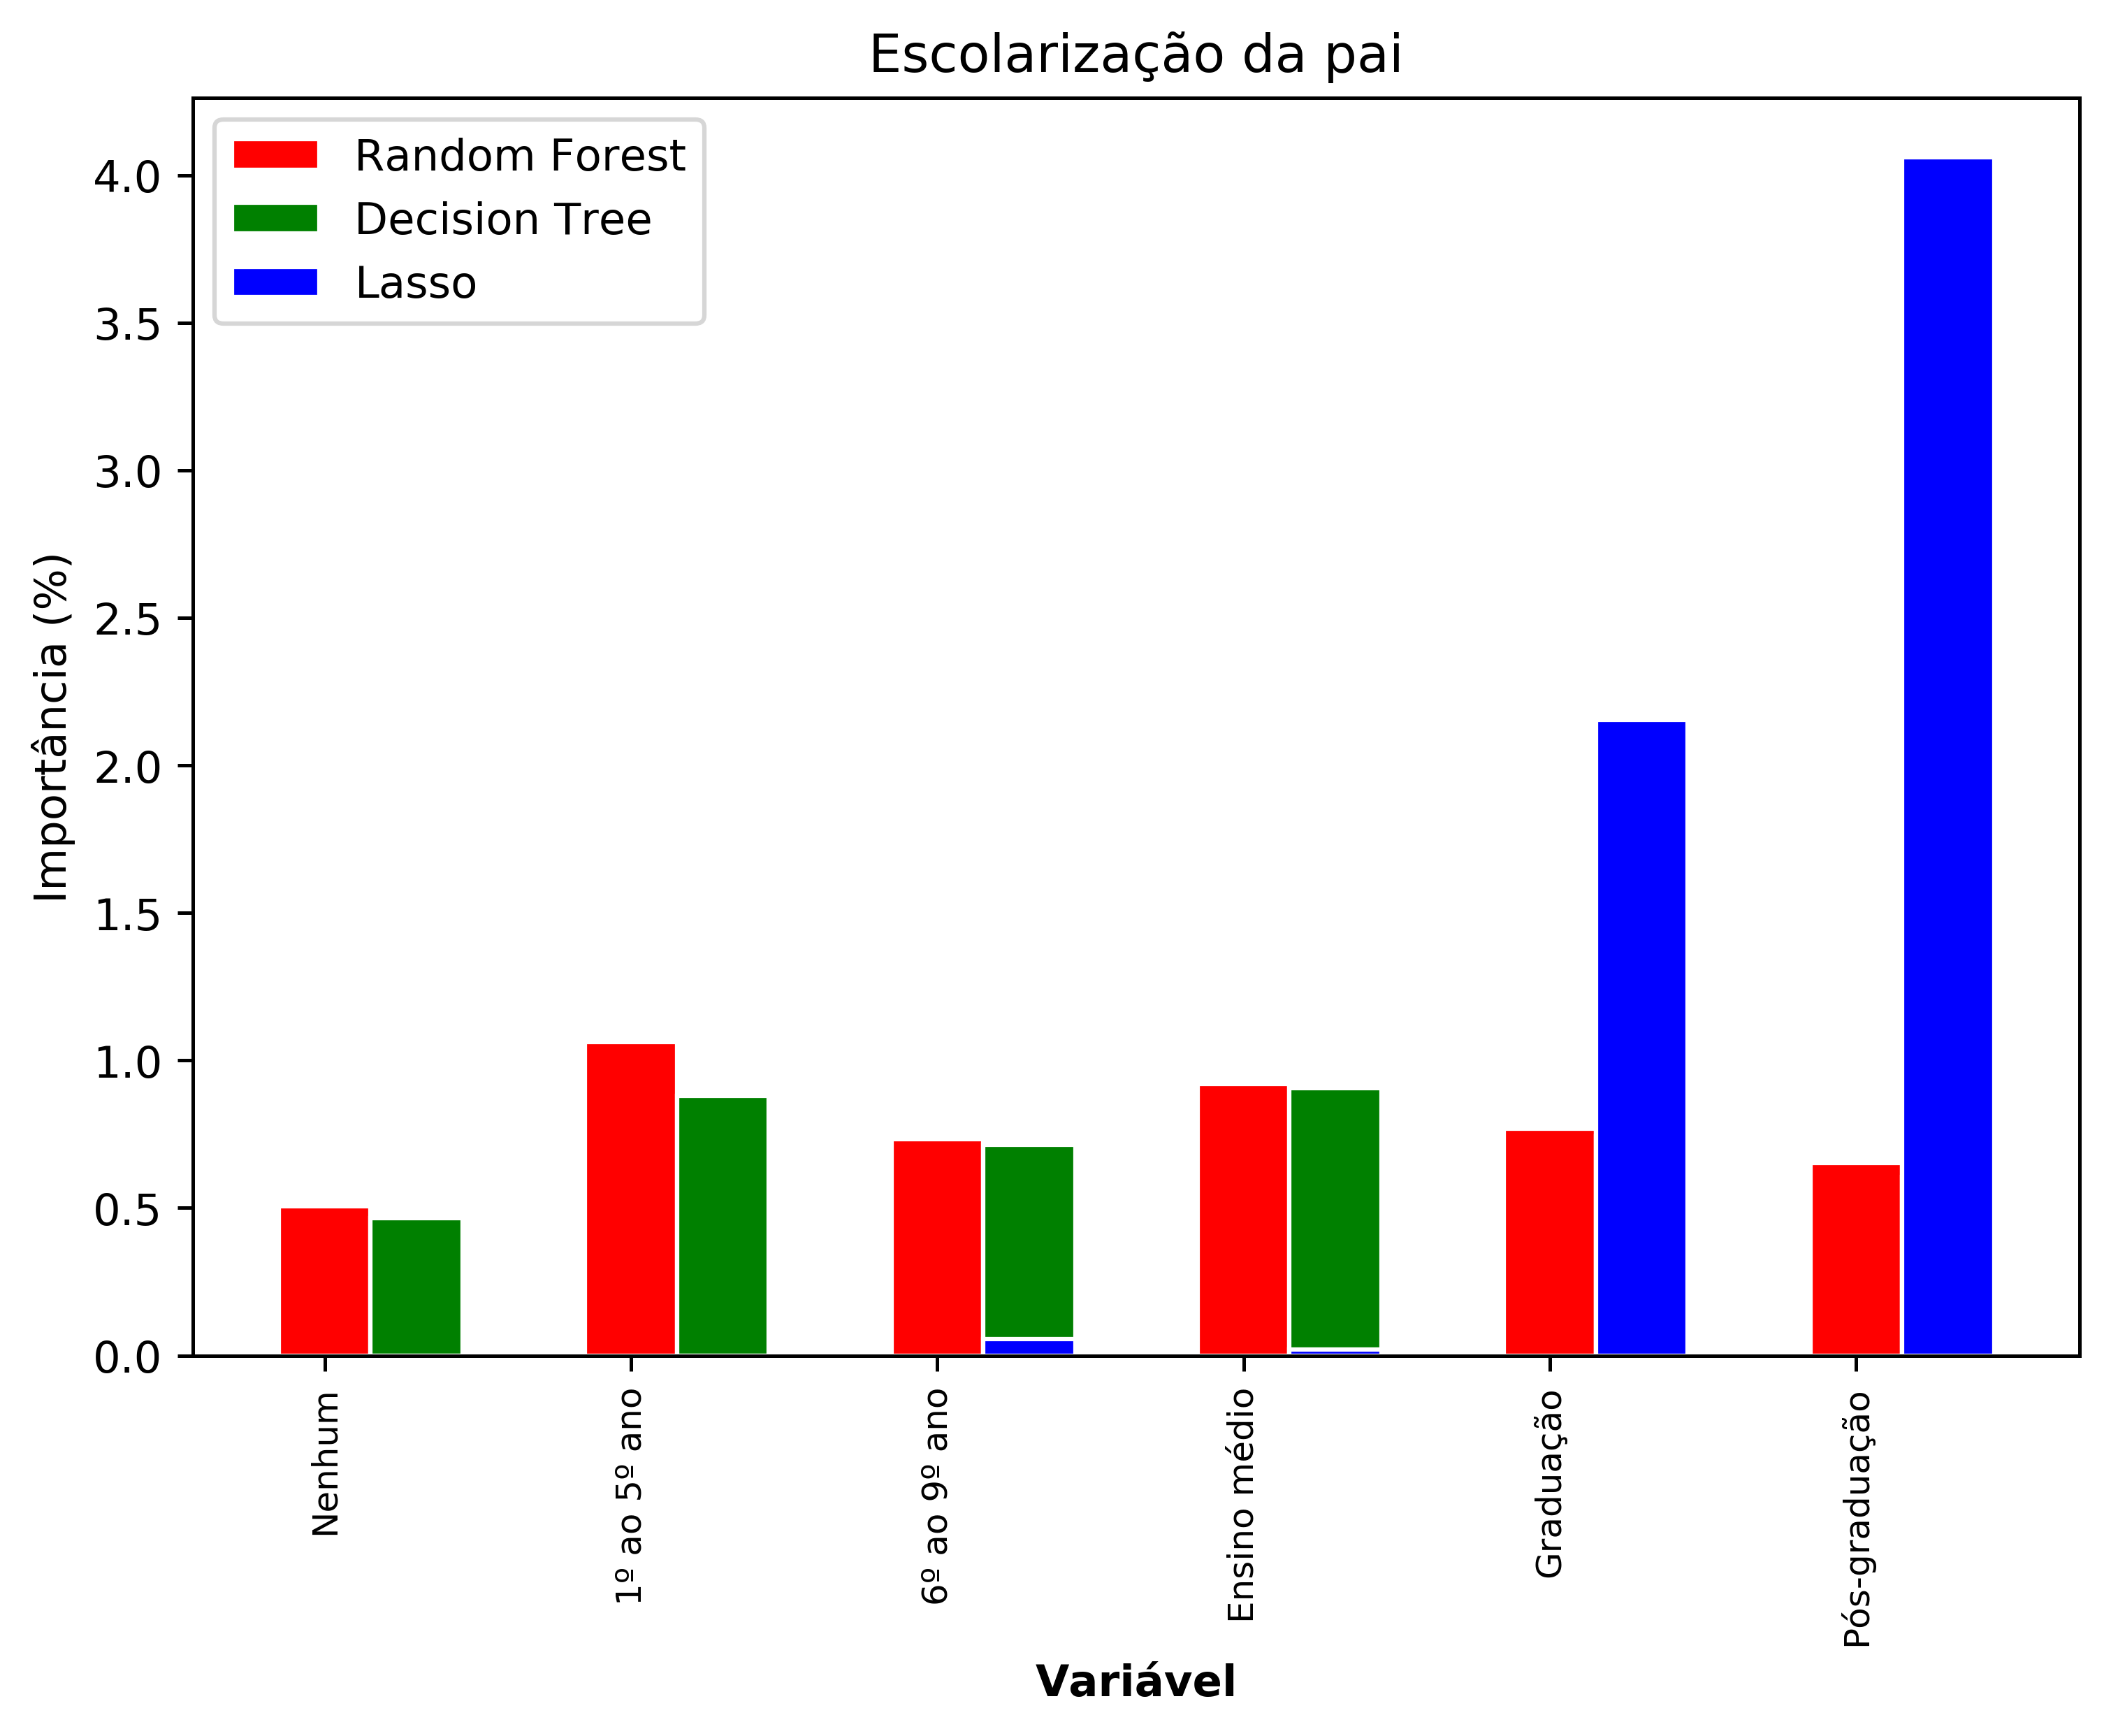 Escolarização da pai
Random Forest
Decision Tree
Lasso
Importância (%)
4.0
3.5
3.0
2.5
2.0
1.5
1.0
0.5
0.0
Nenhum
1º ao 5º ano
6º ao 9º ano
Ensino médio
Graduação
Pós-graduação
Variável